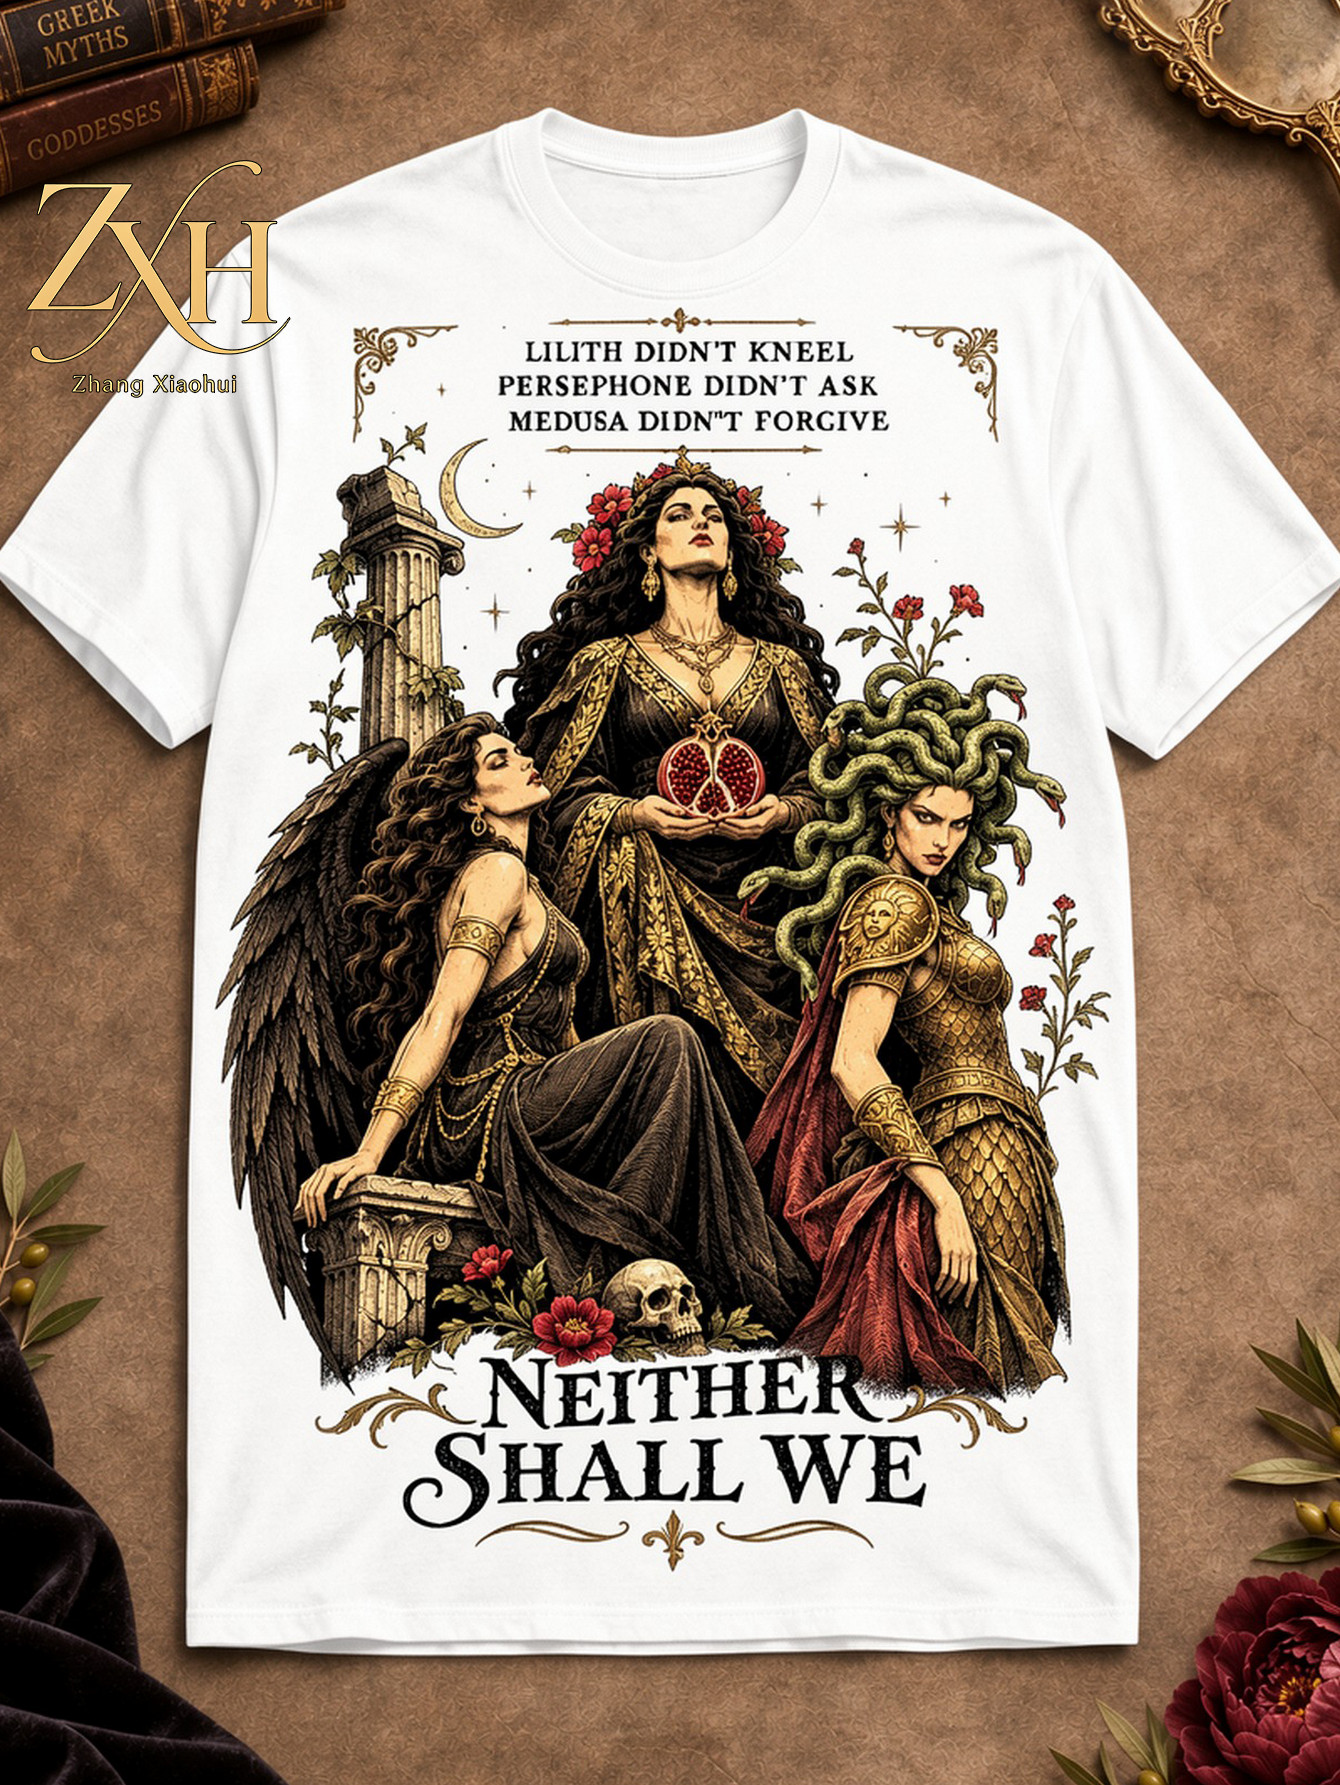 GREEK
MYTHS
GODDESSES
ZXH
Zhang Xiaohui
LILITH DIDN'T KNEEL
PERSEPHONE DIDN'T ASK
MEDUSA DIDN"T FORGIVE
NEITHER
SHALL WE